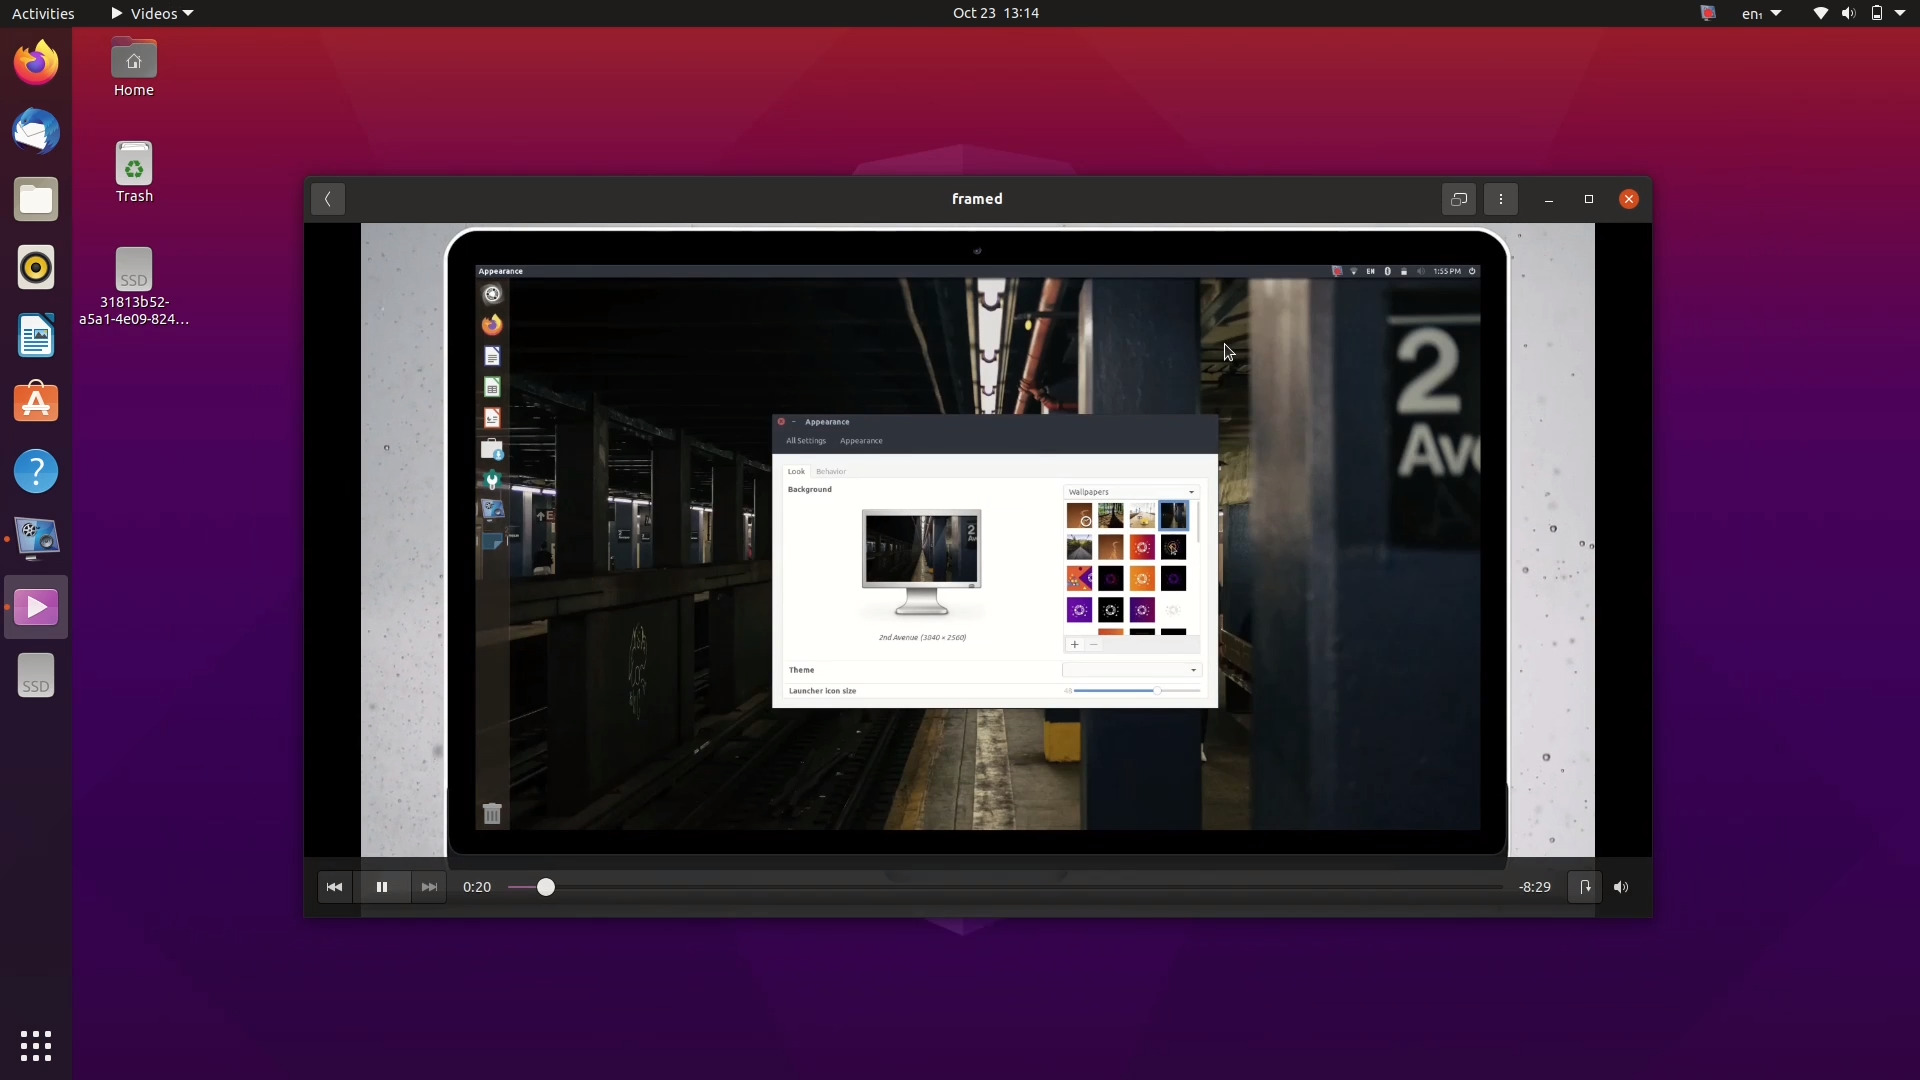 Activities
Videos
Oct 23 13:14
en₁
Home
Trash
SSD
31813b52-
a5a1-4e09-824...
SSD
framed
Appearance
EN
1:55 PM
2
Av
Appearance
All Settings Appearance
Look Behavior
Background
Wallpapers
2nd Avenue (3840 × 2560)
Theme
Launcher icon size
48
0:20
-8:29